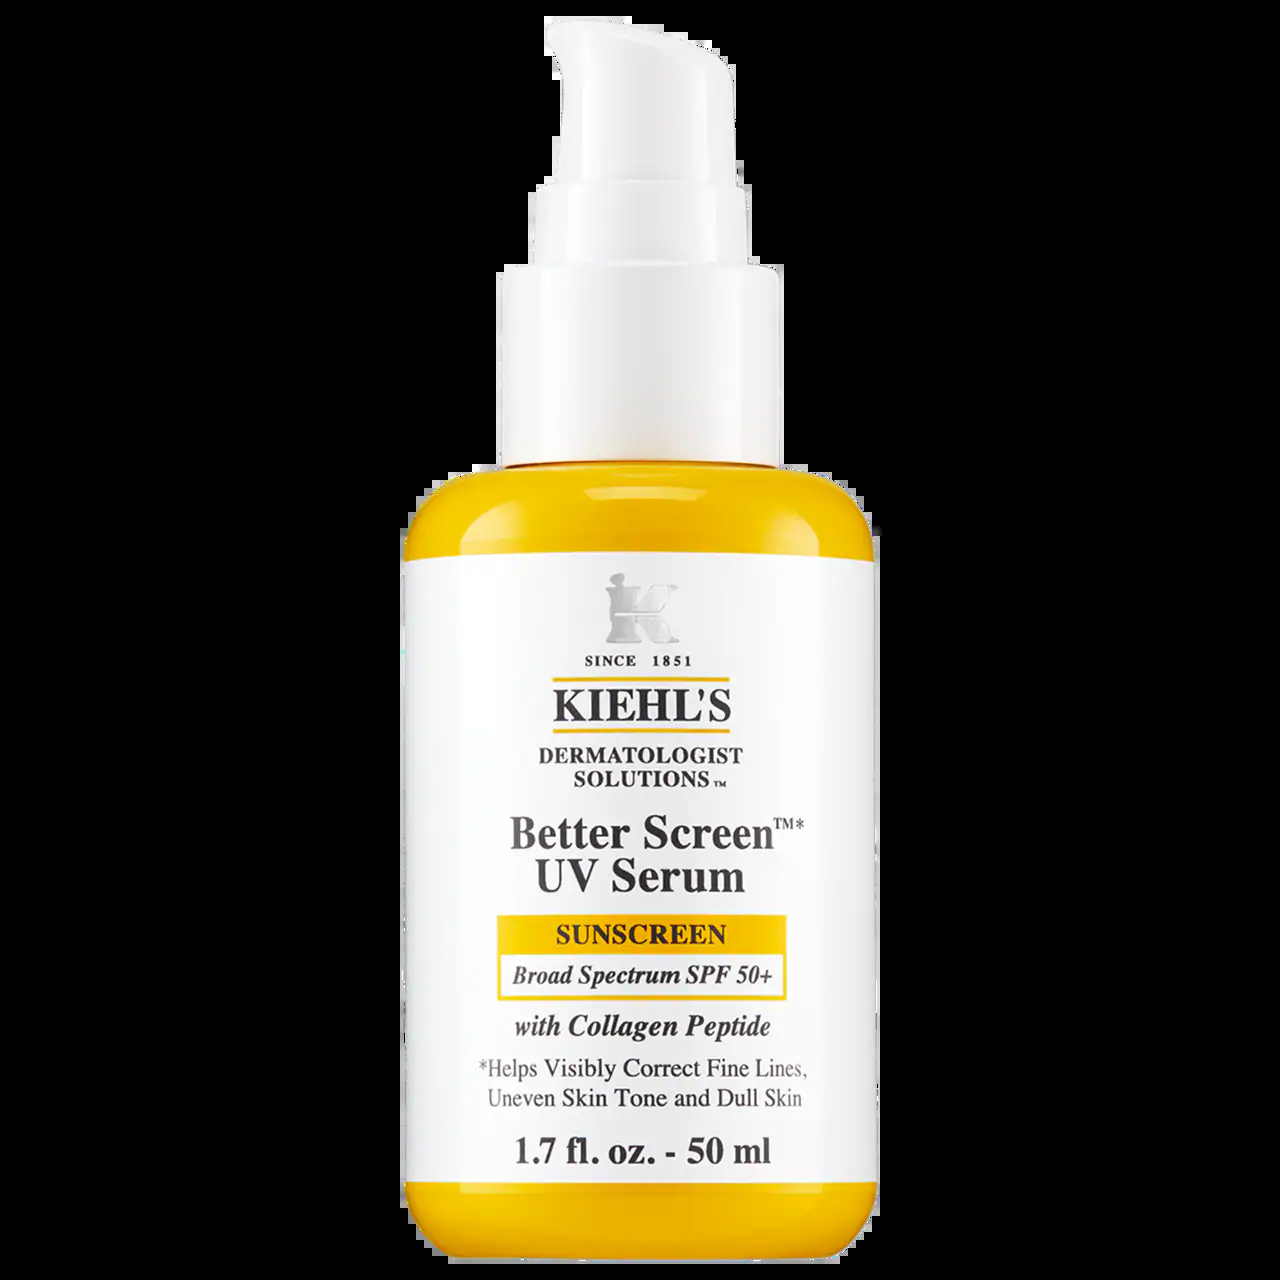 K
SINCE 1851
KIEHL'S
DERMATOLOGIST
SOLUTIONS™
Better Screen™*
UV Serum
SUNSCREEN
Broad Spectrum SPF 50+
with Collagen Peptide
*Helps Visibly Correct Fine Lines,
Uneven Skin Tone and Dull Skin
1.7 fl. oz. - 50 ml